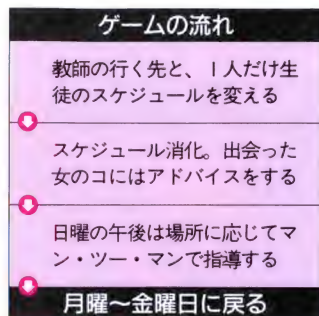 ゲームの流れ
教師の行く先と、1人だけ生
徒のスケジュールを変える
スケジュール消化。出会った
女のコにはアドバイスをする
日曜の午後は場所に応じてマ
ン・ツー・マンで指導する
月曜～金曜日に戻る